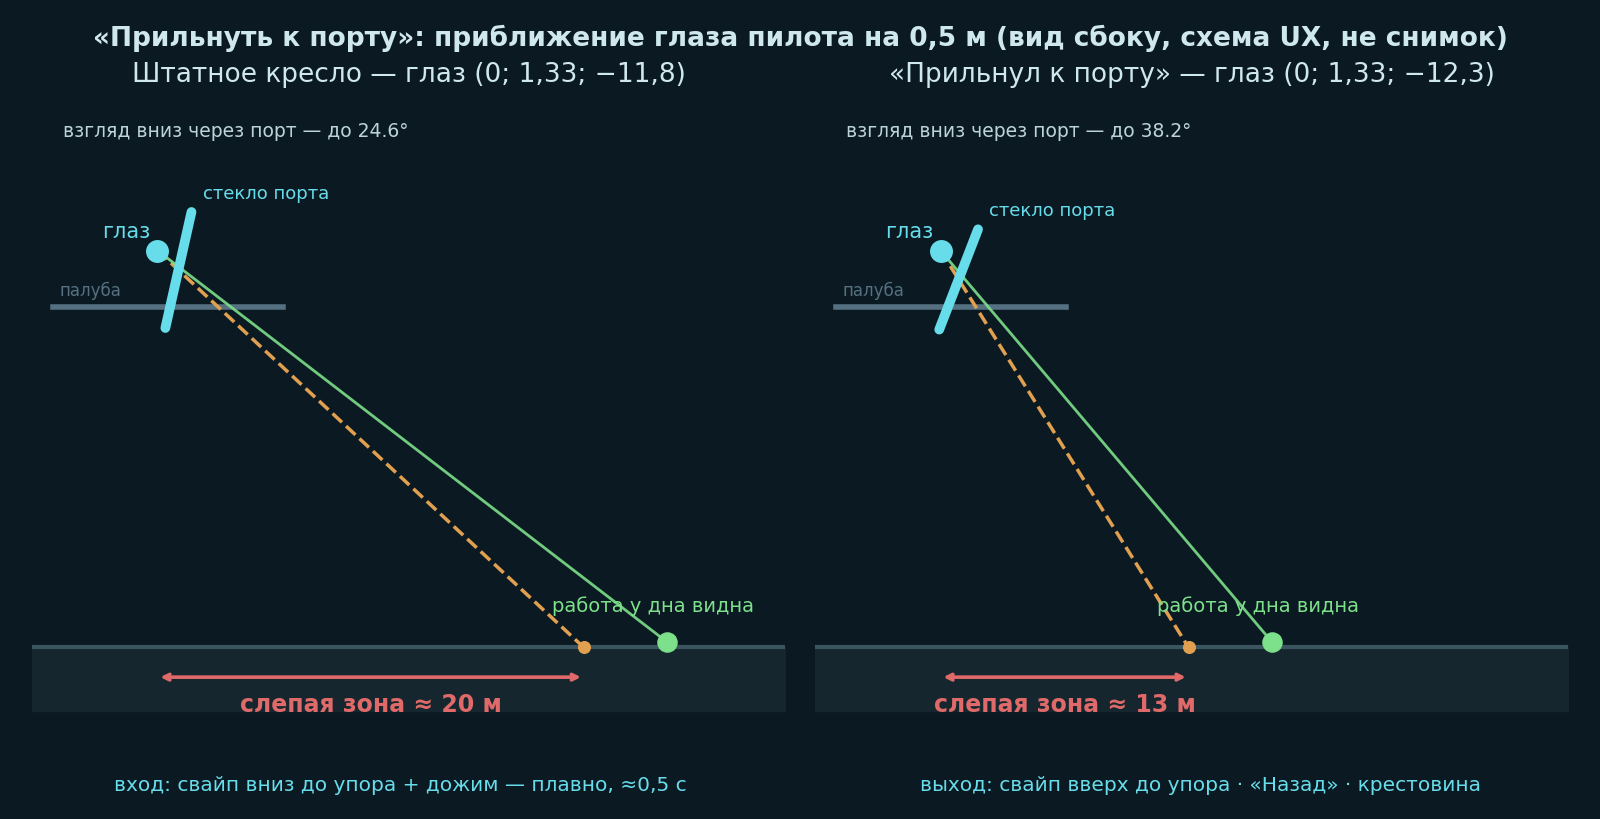 «Прильнуть к порту»: приближение глаза пилота на 0,5 м (вид сбоку, схема UX, не снимок)
Штатное кресло — глаз (0; 1,33; −11,8)
«Прильнул к порту» — глаз (0; 1,33; −12,3)
взгляд вниз через порт — до 24.6°
взгляд вниз через порт — до 38.2°
стекло порта
стекло порта
глаз
глаз
палуба
палуба
работа у дна видна
работа у дна видна
слепая зона ≈ 20 м
слепая зона ≈ 13 м
вход: свайп вниз до упора + дожим — плавно, ≈0,5 с
выход: свайп вверх до упора · «Назад» · крестовина